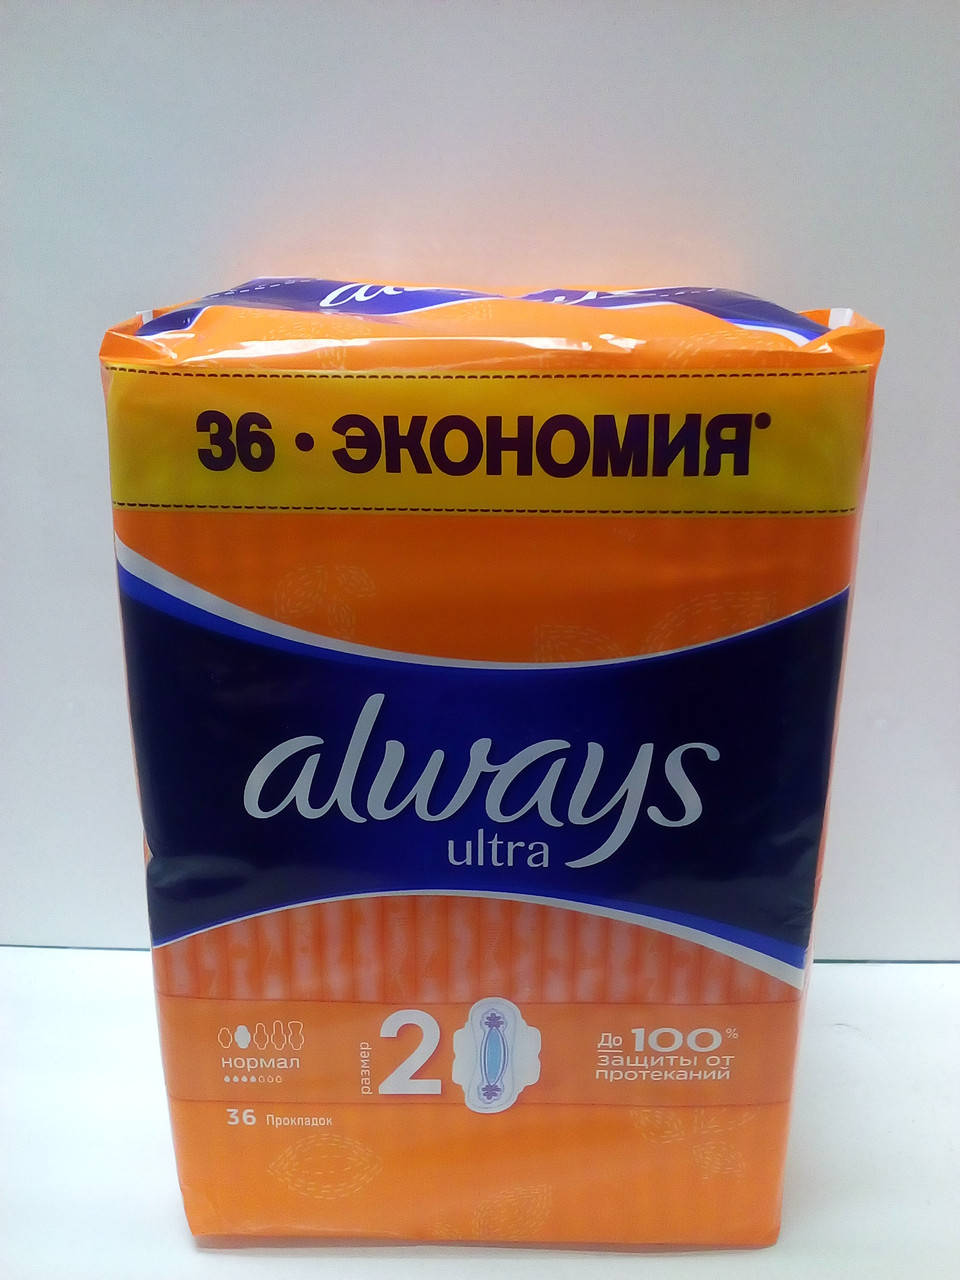 36 • ЭКОНОМИЯ*
always
ultra
нормал
размер
2
До 100%
защиты от
протеканий
36 Прокладок